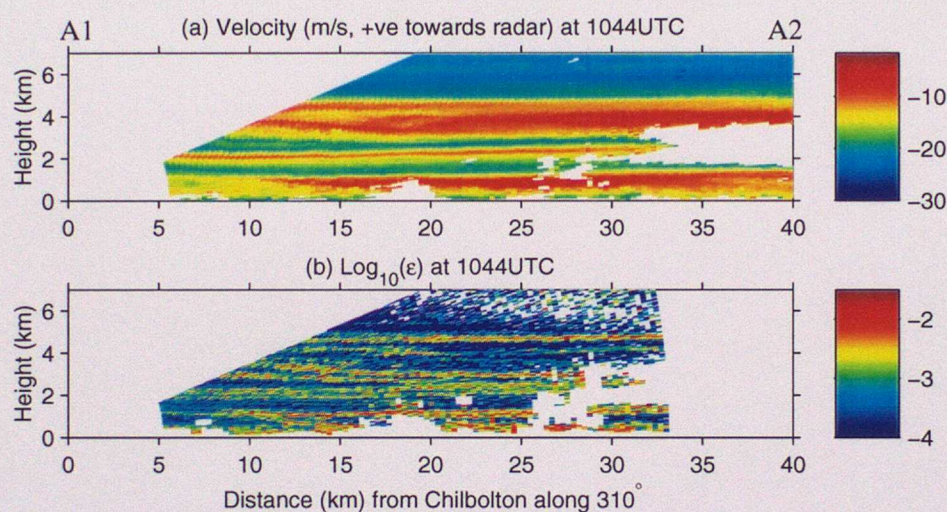 A1 (a) Velocity (m/s, +ve towards radar) at 1044UTC A2
Height (km)
6
4
2
0
0 5 10 15 20 25 30 35 40
-10
-20
-30
(b) Log10(ε) at 1044UTC
Height (km)
6
4
2
0
0 5 10 15 20 25 30 35 40
-2
-3
-4
Distance (km) from Chilbolton along 310°